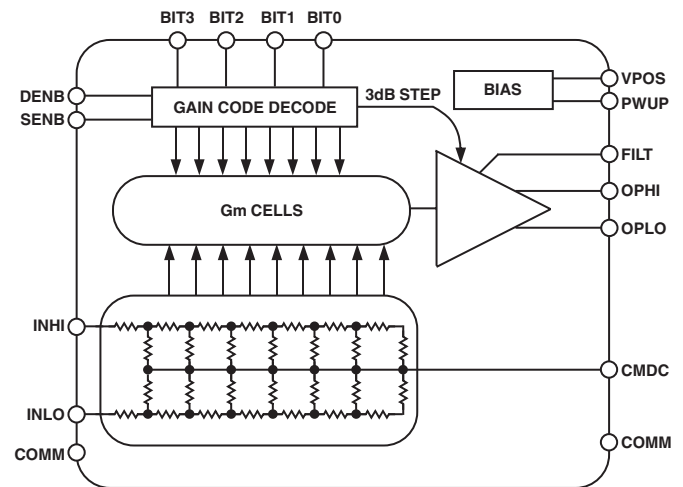 BIT3 BIT2 BIT1 BIT0
DENB
SENB
GAIN CODE DECODE
3dB STEP
BIAS
VPOS
PWUP
FILT
OPHI
OPLO
Gm CELLS
INHI
CMDC
INLO
COMM
COMM